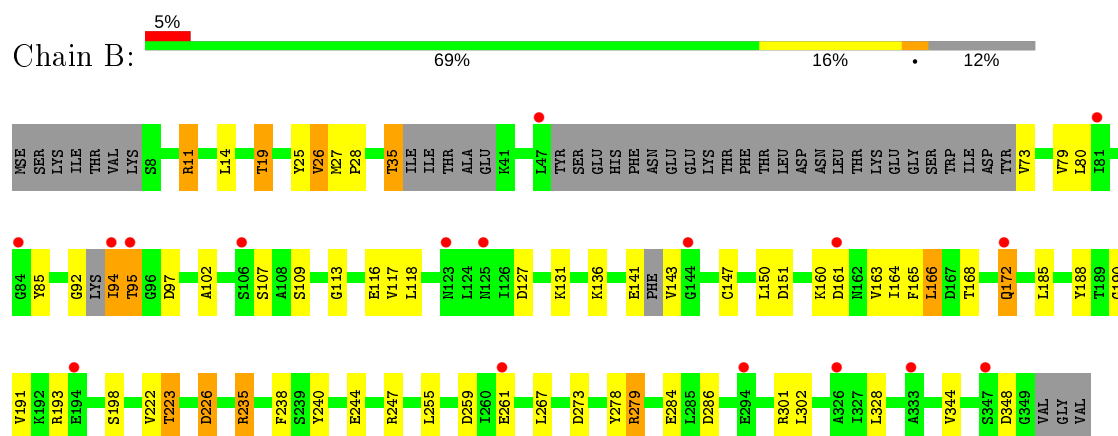 5%
Chain B:
69% 16% • 12%
MSE SER LYS ILE THR VAL LYS S8 R11 L14 T19 Y25 V26 M27 P28 T35 ILE ILE THR ALA GLU K41 L47 TYR SER GLU HIS PHE ASN GLU GLU LYS THR PHE THR LEU ASP ASN LEU THR LYS GLU GLY SER TRP ILE ASP TYR V73 V79 L80 I81
G84 Y85 G92 LYS I94 T95 G96 D97 A102 S106 S107 A108 S109 G113 E116 V117 L118 N123 L124 N125 I126 D127 K131 K136 E141 PHE V143 G144 C147 L150 D151 K160 D161 N162 V163 I164 F165 L166 D167 T168 Q172 L185 Y188 T189 G190
V191 K192 R193 E194 S198 V222 T223 D226 R235 F238 S239 Y240 E244 R247 L255 D259 I260 E261 L267 D273 Y278 R279 E284 L285 D286 E294 R301 L302 A326 I327 L328 A333 V344 S347 D348 G349 VAL GLY VAL